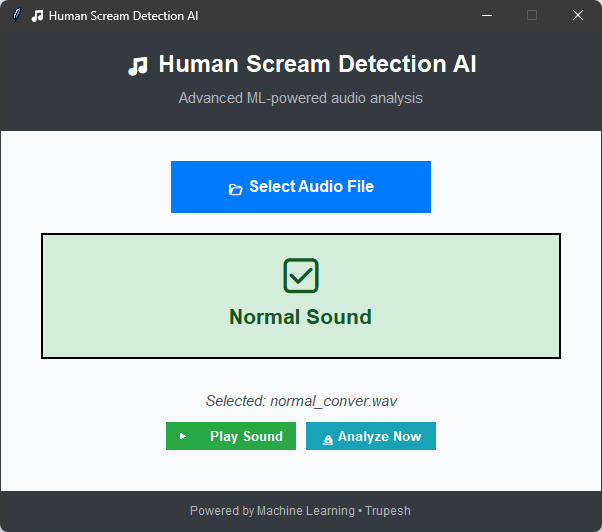 Human Scream Detection AI
Human Scream Detection AI
Advanced ML-powered audio analysis
Select Audio File
Normal Sound
Selected: normal_conver.wav
Play Sound
Analyze Now
Powered by Machine Learning • Trupesh